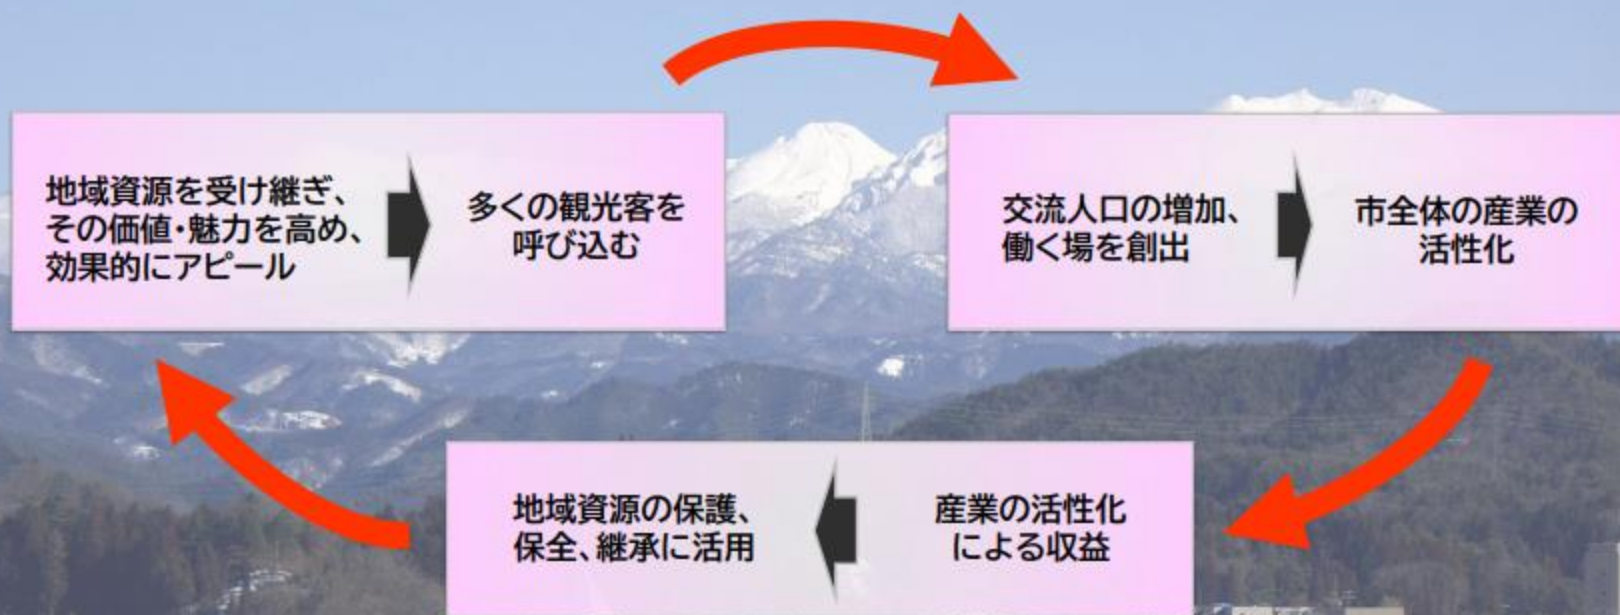 地域資源を受け継ぎ、
その価値・魅力を高め、
効果的にアピール
多くの観光客を
呼び込む
交流人口の増加、
働く場を創出
市全体の産業の
活性化
産業の活性化
による収益
地域資源の保護、
保全、継承に活用